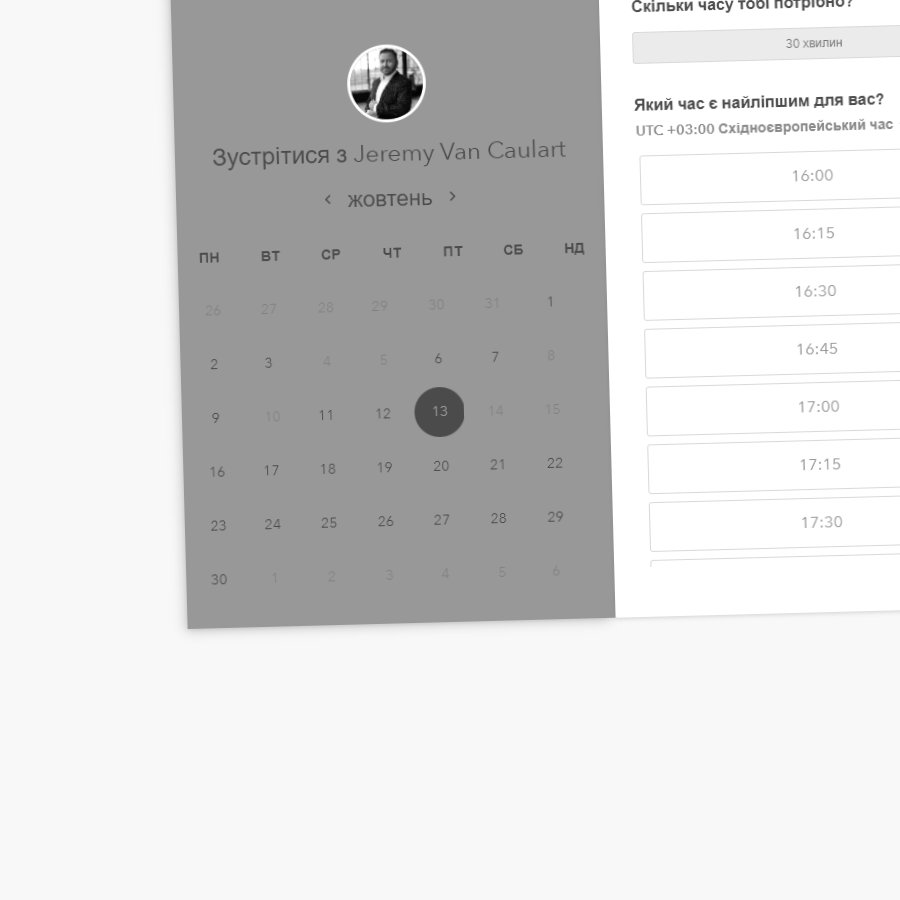 Зустрітися з Jeremy Van Caulart
‹ жовтень ›
ПН ВТ СР ЧТ ПТ СБ НД
26 27 28 29 30 31 1
2 3 4 5 6 7 8
9 10 11 12 13 14 15
16 17 18 19 20 21 22
23 24 25 26 27 28 29
30 1 2 3 4 5 6
Скільки часу тобі потрібно?
30 хвилин
Який час є найліпшим для вас?
UTC +03:00 Східноєвропейський час
16:00
16:15
16:30
16:45
17:00
17:15
17:30